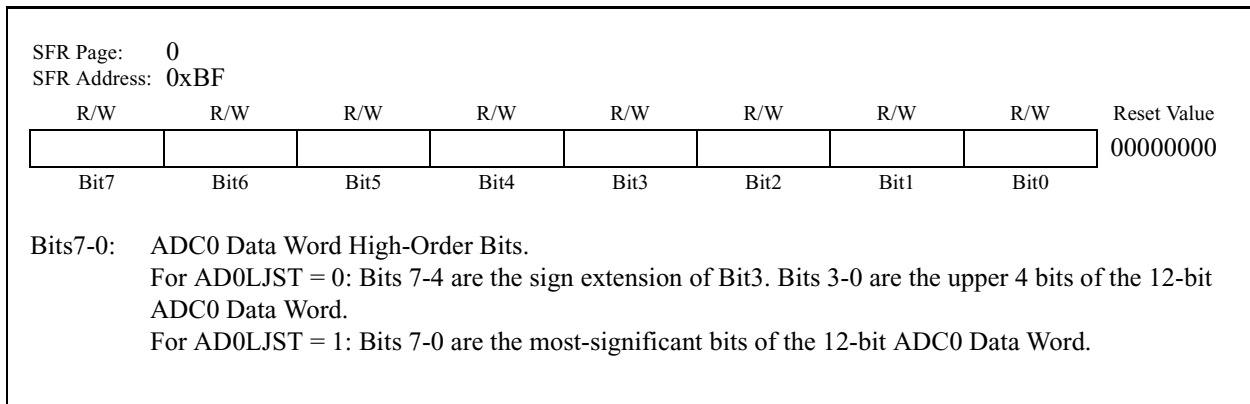 SFR Page: 0
SFR Address: 0xBF
R/W R/W R/W R/W R/W R/W R/W R/W Reset Value
00000000
Bit7 Bit6 Bit5 Bit4 Bit3 Bit2 Bit1 Bit0
Bits7-0: ADC0 Data Word High-Order Bits.
For AD0LJST = 0: Bits 7-4 are the sign extension of Bit3. Bits 3-0 are the upper 4 bits of the 12-bit
ADC0 Data Word.
For AD0LJST = 1: Bits 7-0 are the most-significant bits of the 12-bit ADC0 Data Word.